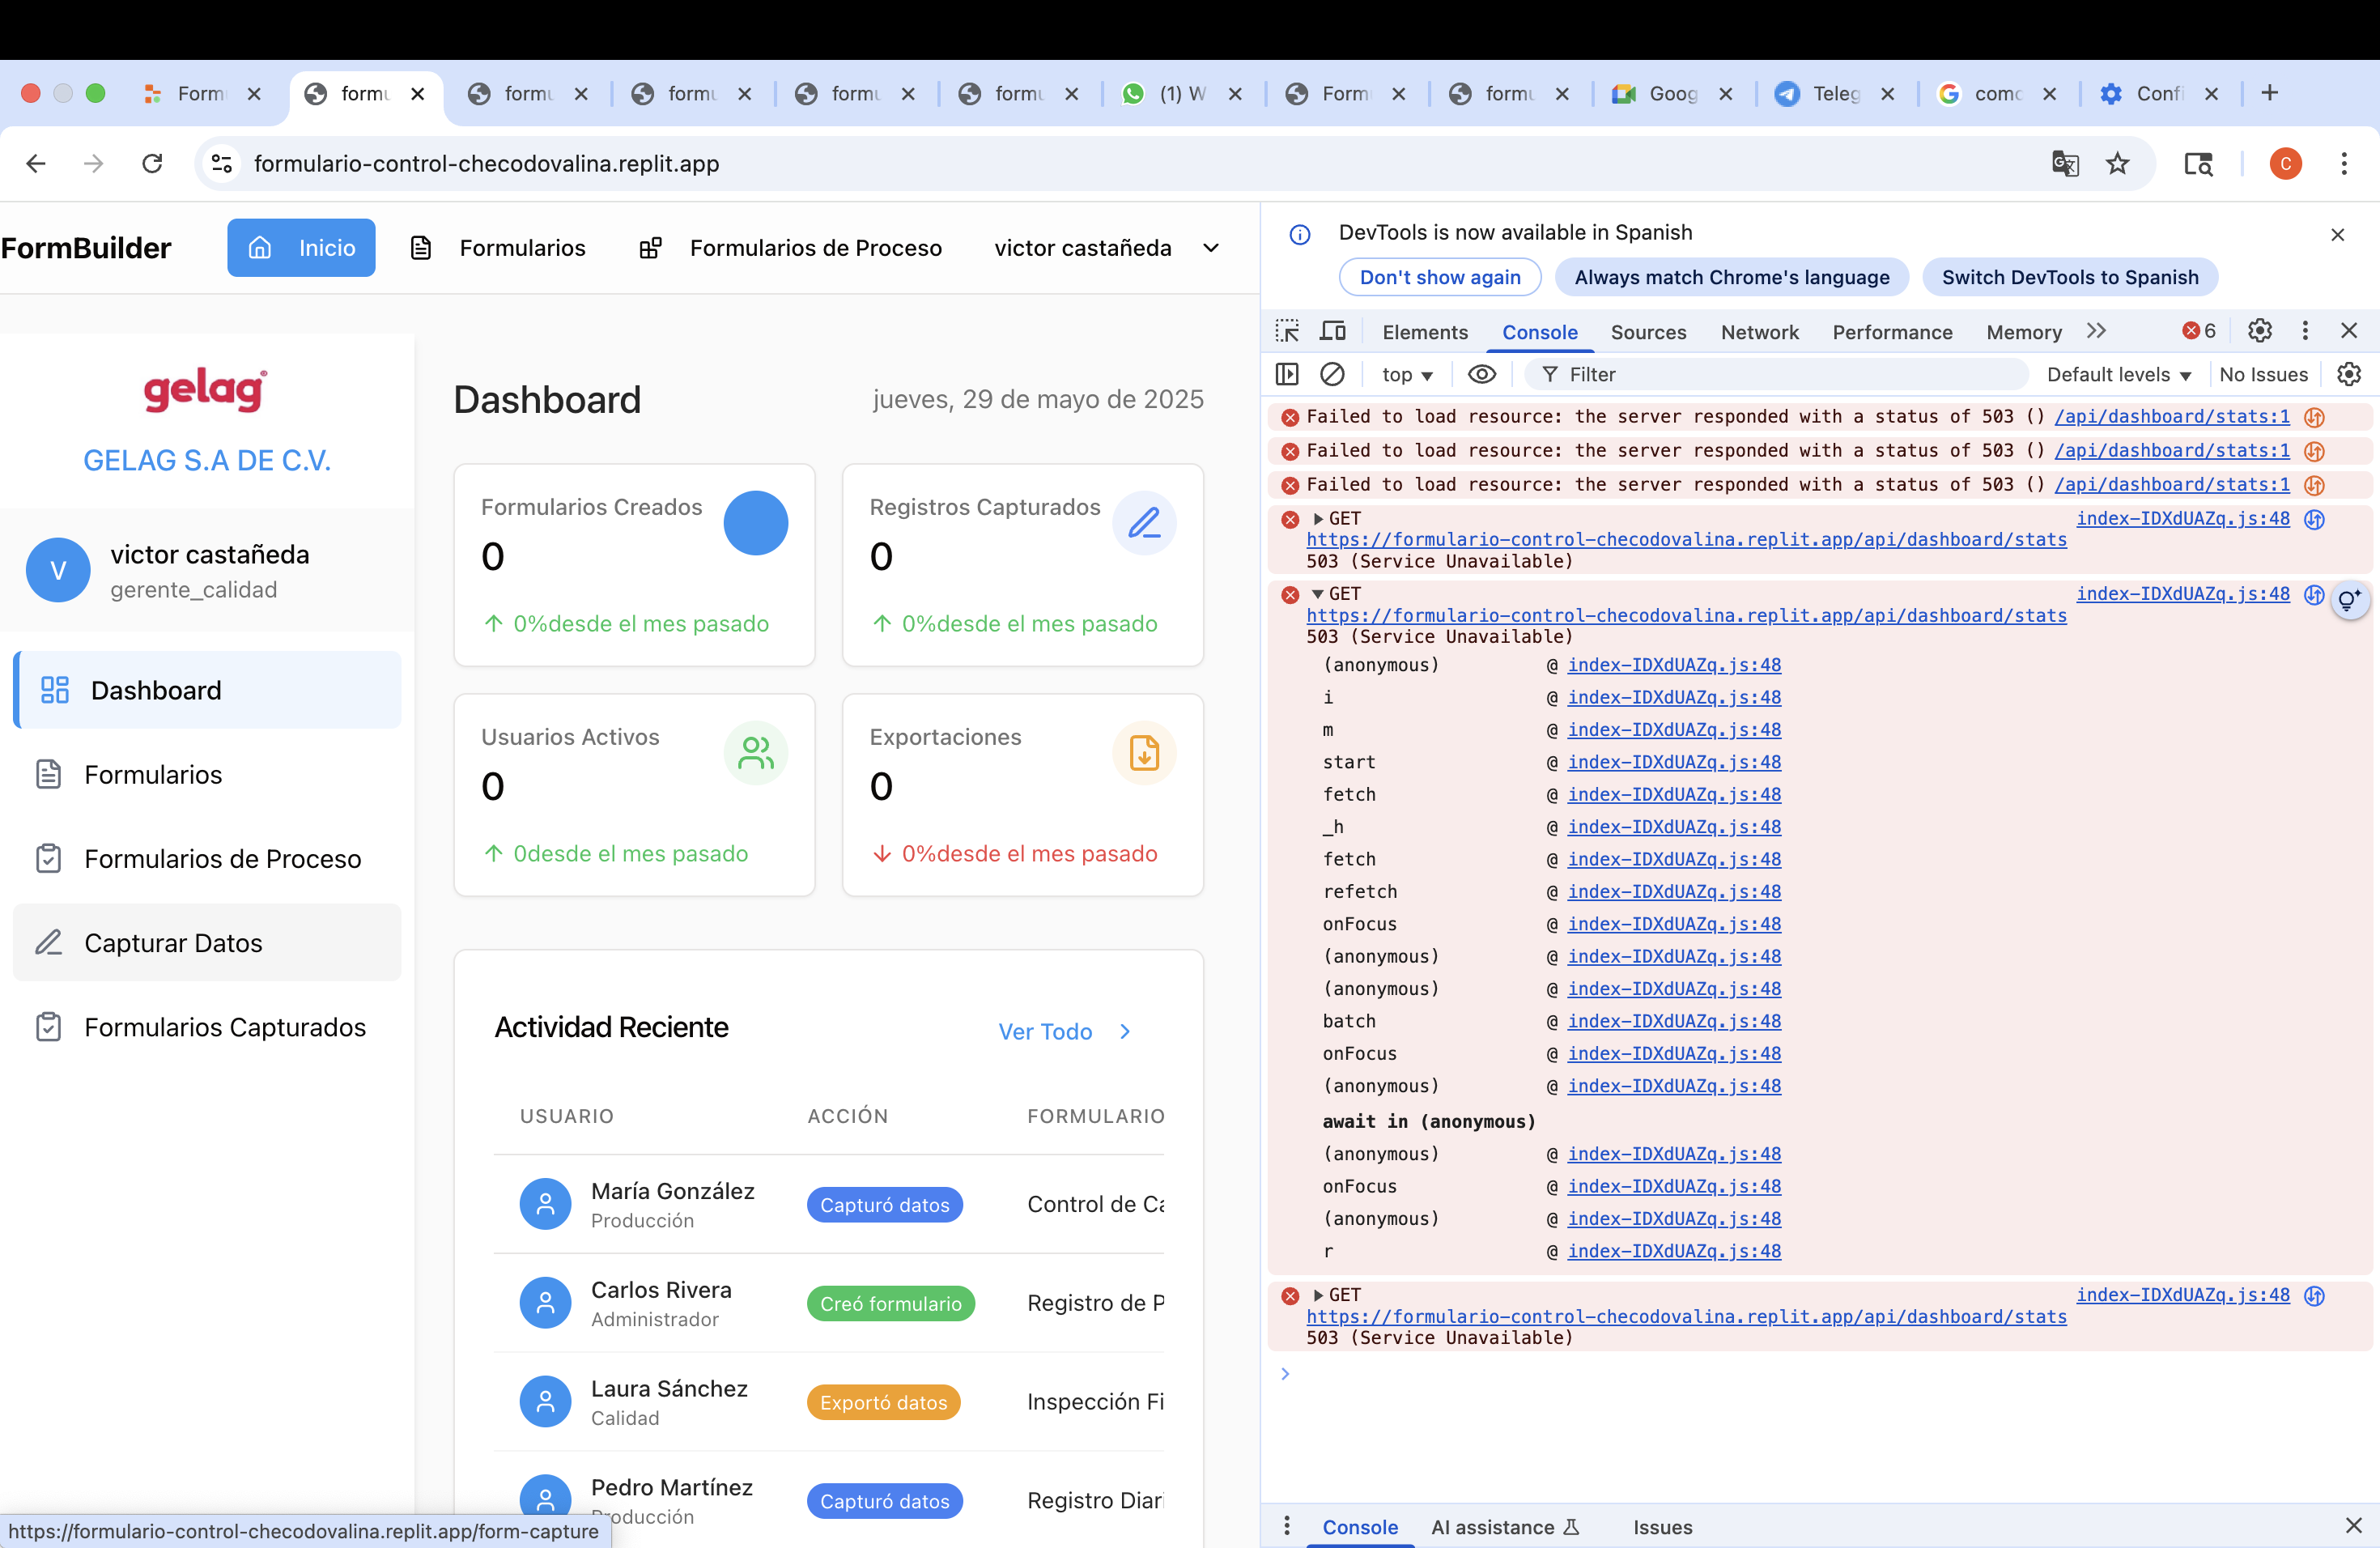 Form
formu
formu
formu
formu
formu
(1) W
Form
formu
Goog
Teleg
como
Confi
formulario-control-checodovalina.replit.app
C
FormBuilder
Inicio
Formularios
Formularios de Proceso
victor castañeda
gelag
GELAG S.A DE C.V.
V
victor castañeda
gerente_calidad
Dashboard
Formularios
Formularios de Proceso
Capturar Datos
Formularios Capturados
https://formulario-control-checodovalina.replit.app/form-capture
Dashboard
jueves, 29 de mayo de 2025
Formularios Creados
0
0%desde el mes pasado
Registros Capturados
0
0%desde el mes pasado
Usuarios Activos
0
0desde el mes pasado
Exportaciones
0
0%desde el mes pasado
Actividad Reciente
Ver Todo
USUARIO ACCIÓN FORMULARIO
María González
Producción
Capturó datos
Control de Ca
Carlos Rivera
Administrador
Creó formulario
Registro de P
Laura Sánchez
Calidad
Exportó datos
Inspección Fi
Pedro Martínez
Producción
Capturó datos
Registro Diari
DevTools is now available in Spanish
Don't show again
Always match Chrome's language
Switch DevTools to Spanish
Elements
Console
Sources
Network
Performance
Memory
6
top
Filter
Default levels
No Issues
Failed to load resource: the server responded with a status of 503 () /api/dashboard/stats:1
Failed to load resource: the server responded with a status of 503 () /api/dashboard/stats:1
Failed to load resource: the server responded with a status of 503 () /api/dashboard/stats:1
GET index-IDXdUAZq.js:48
https://formulario-control-checodovalina.replit.app/api/dashboard/stats
503 (Service Unavailable)
GET index-IDXdUAZq.js:48
https://formulario-control-checodovalina.replit.app/api/dashboard/stats
503 (Service Unavailable)
(anonymous) @ index-IDXdUAZq.js:48
i @ index-IDXdUAZq.js:48
m @ index-IDXdUAZq.js:48
start @ index-IDXdUAZq.js:48
fetch @ index-IDXdUAZq.js:48
_h @ index-IDXdUAZq.js:48
fetch @ index-IDXdUAZq.js:48
refetch @ index-IDXdUAZq.js:48
onFocus @ index-IDXdUAZq.js:48
(anonymous) @ index-IDXdUAZq.js:48
(anonymous) @ index-IDXdUAZq.js:48
batch @ index-IDXdUAZq.js:48
onFocus @ index-IDXdUAZq.js:48
(anonymous) @ index-IDXdUAZq.js:48
await in (anonymous)
(anonymous) @ index-IDXdUAZq.js:48
onFocus @ index-IDXdUAZq.js:48
(anonymous) @ index-IDXdUAZq.js:48
r @ index-IDXdUAZq.js:48
GET index-IDXdUAZq.js:48
https://formulario-control-checodovalina.replit.app/api/dashboard/stats
503 (Service Unavailable)
Console
AI assistance
Issues